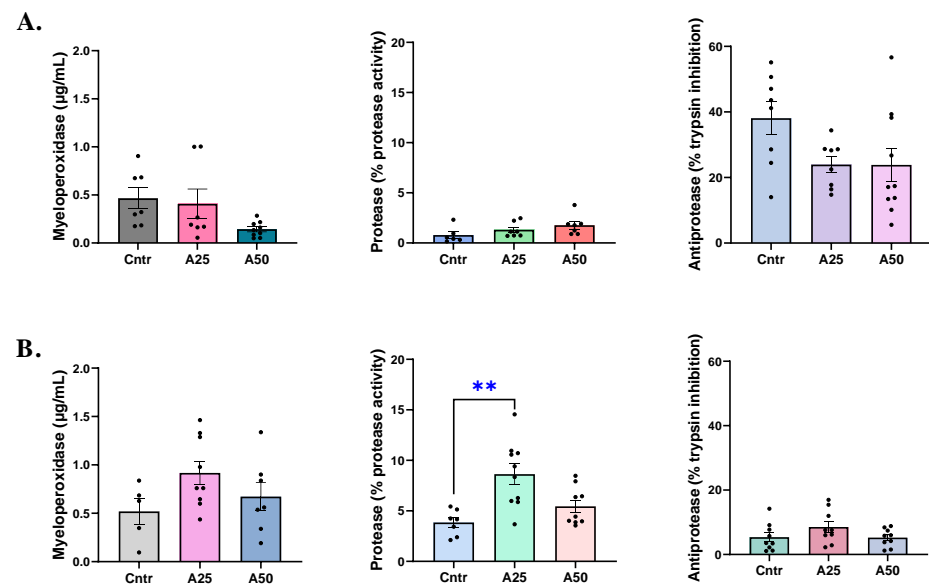 A.
Myeloperoxidase (µg/mL)
2.0
1.5
1.0
0.5
0.0
Cntr A25 A50
Protease (% protease activity)
20
15
10
5
0
Cntr A25 A50
Antiprotease (% trypsin inhibition)
60
40
20
0
Cntr A25 A50
B.
Myeloperoxidase (µg/mL)
2.0
1.5
1.0
0.5
0.0
Cntr A25 A50
Protease (% protease activity)
20
15
10
5
0
**
Cntr A25 A50
Antiprotease (% trypsin inhibition)
60
40
20
0
Cntr A25 A50